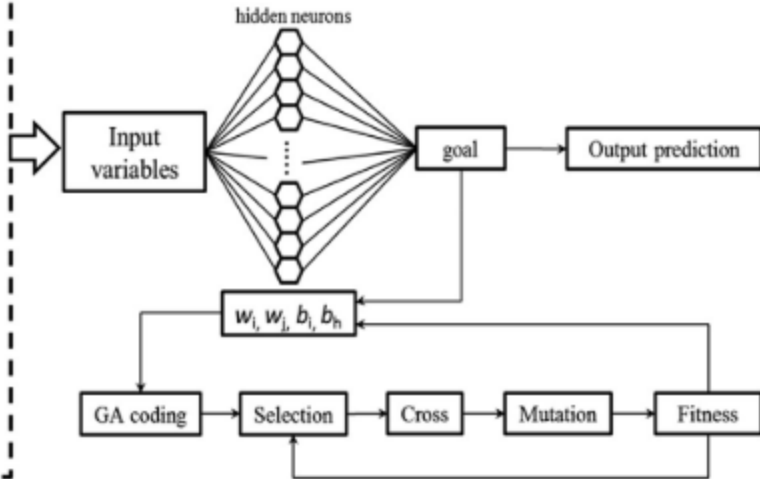 hidden neurons
Input
variables
goal
Output prediction
wi, wj, bi, bh
GA coding
Selection
Cross
Mutation
Fitness